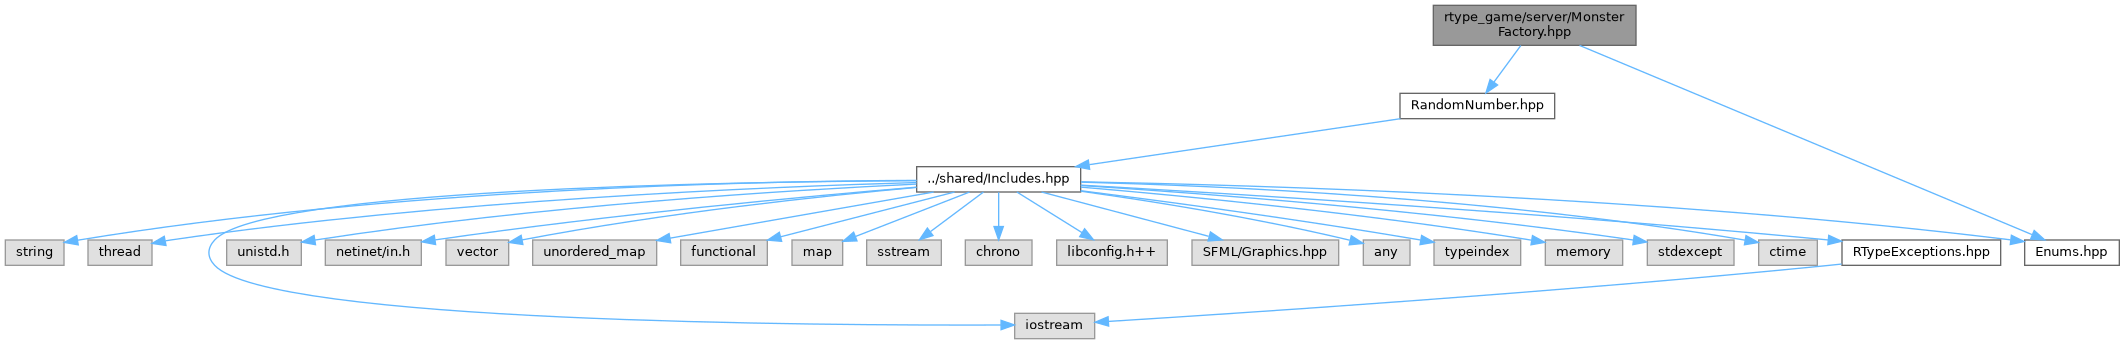 rtype_game/server/Monster
Factory.hpp
RandomNumber.hpp
../shared/Includes.hpp
string
thread
unistd.h
netinet/in.h
vector
unordered_map
functional
map
sstream
chrono
libconfig.h++
SFML/Graphics.hpp
any
typeindex
memory
stdexcept
ctime
RTypeExceptions.hpp
Enums.hpp
iostream